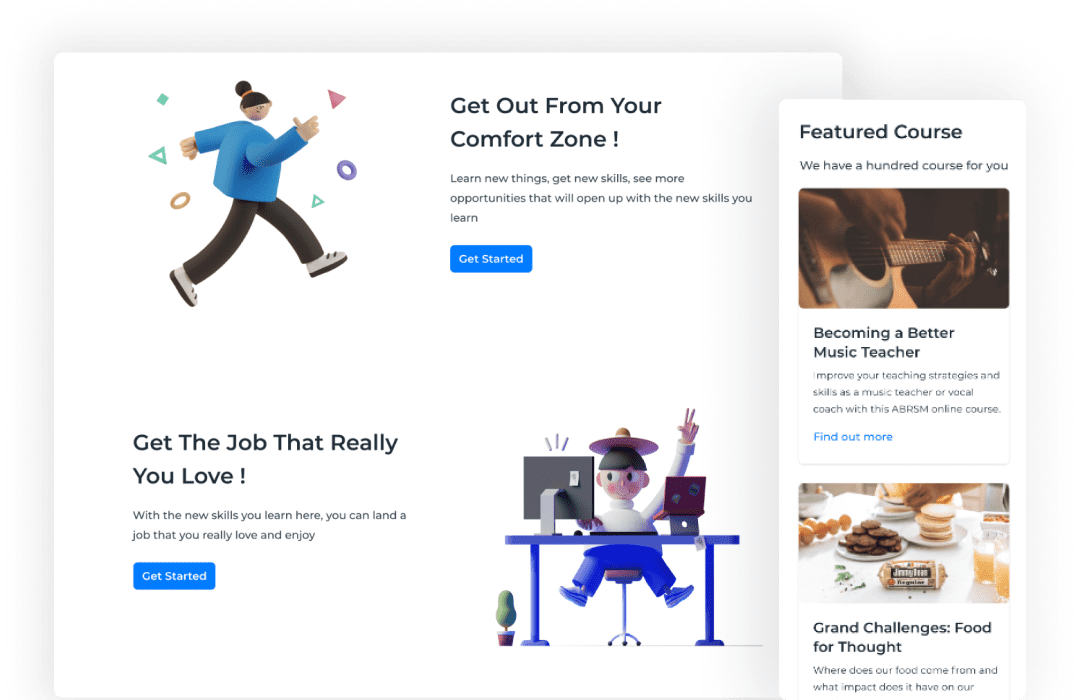 Get Out From Your
Comfort Zone !
Learn new things, get new skills, see more
opportunities that will open up with the new skills you
learn
Get Started
Get The Job That Really
You Love !
With the new skills you learn here, you can land a
job that you really love and enjoy
Get Started
Featured Course
We have a hundred course for you
Becoming a Better
Music Teacher
Improve your teaching strategies and
skills as a music teacher or vocal
coach with this ABRSM online course.
Find out more
JimmyDean
Regular
Grand Challenges: Food
for Thought
Where does our food come from and
what impact does it have on our